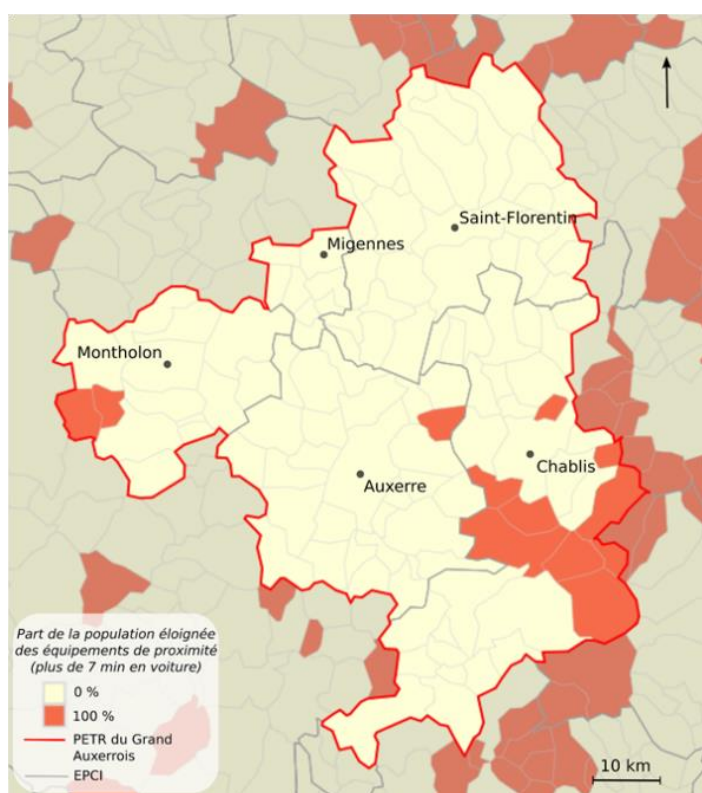 Saint-Florentin
Migennes
Montholon
Chablis
Auxerre
Part de la population éloignée
des équipements de proximité
(plus de 7 min en voiture)
0 %
100 %
PETR du Grand
Auxerrois
EPCI
10 km